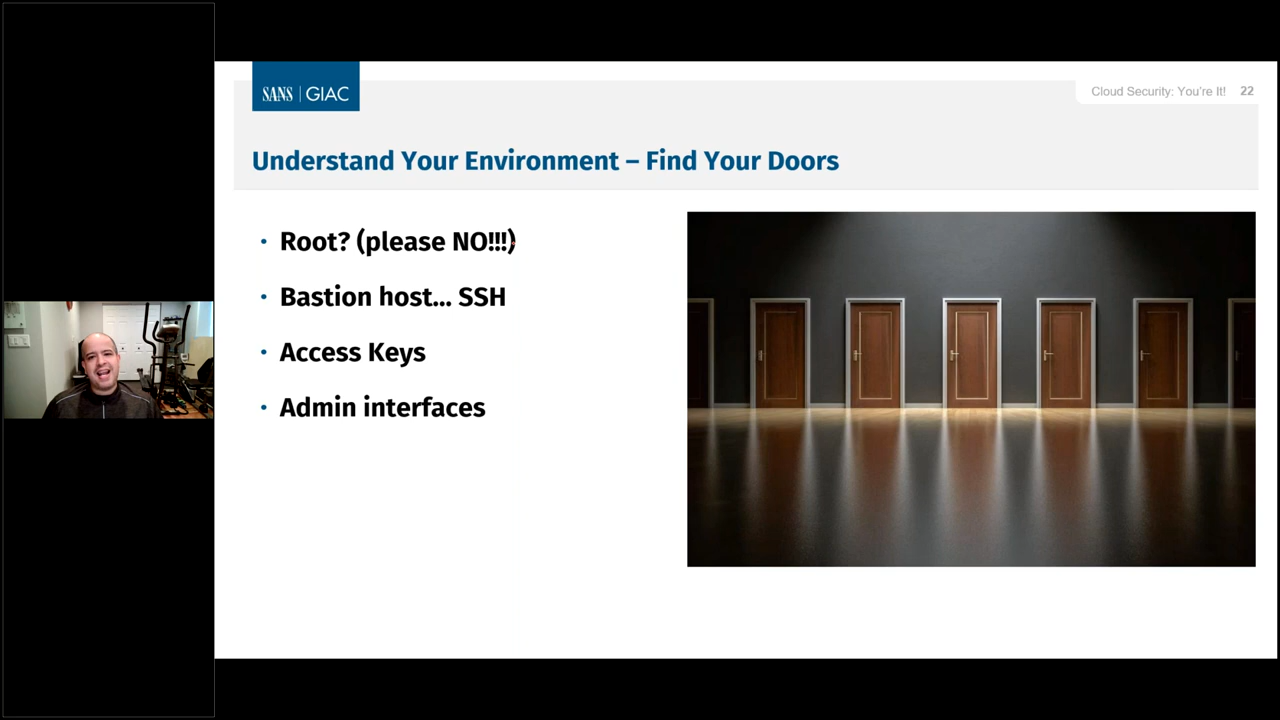 SANS | GIAC
Cloud Security: You're It! 22
Understand Your Environment – Find Your Doors
• Root? (please NO!!!)
• Bastion host... SSH
• Access Keys
• Admin interfaces